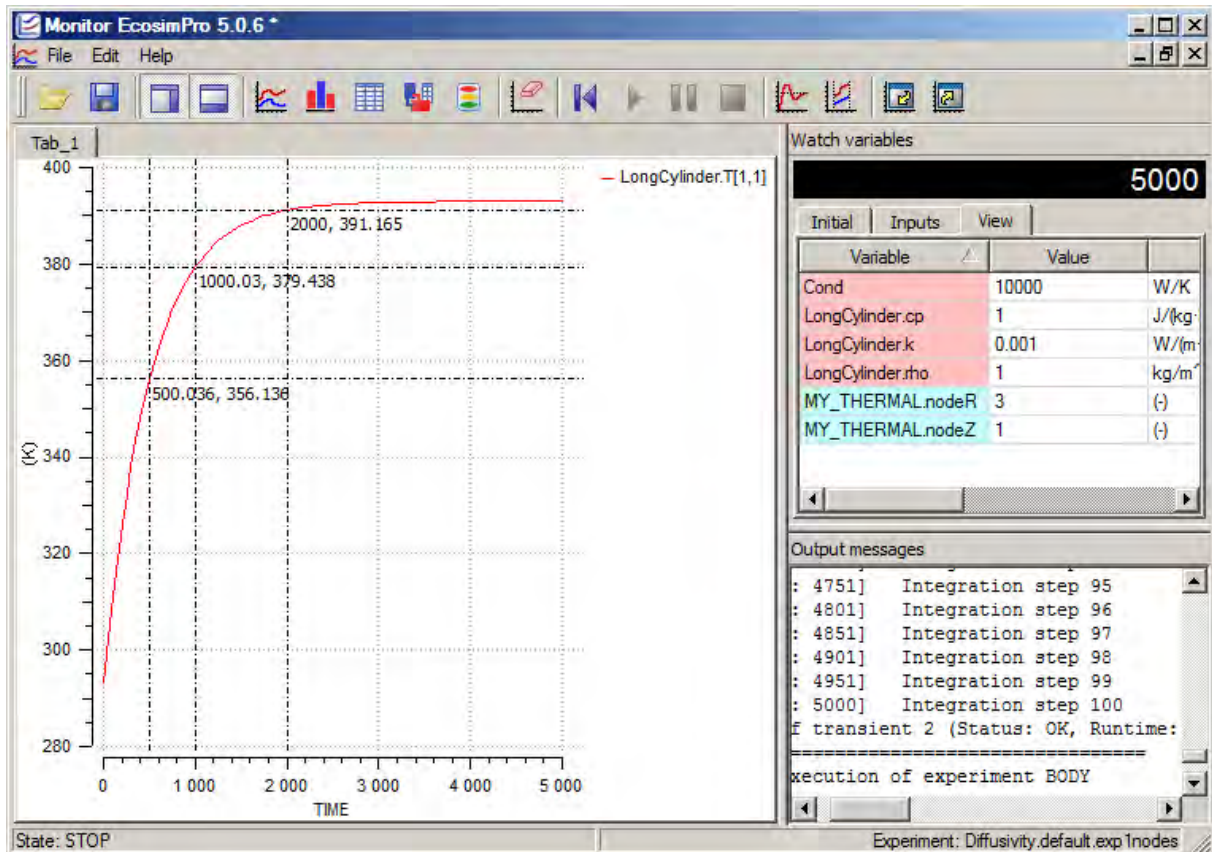 Monitor EcosimPro 5.0.6 *
File Edit Help
Tab_1
400
380
360
340
320
300
280
(K)
0 1 000 2 000 3 000 4 000 5 000
TIME
LongCylinder.T[1,1]
2000, 391.165
1000.03, 379.438
500.036, 356.136
Watch variables
5000
Initial Inputs View
Variable Value
Cond 10000 W/K
LongCylinder.cp 1 J/(kg·
LongCylinder.k 0.001 W/(m·
LongCylinder.rho 1 kg/m^
MY_THERMAL.nodeR 3 (-)
MY_THERMAL.nodeZ 1 (-)
Output messages
: 4751] Integration step 95
: 4801] Integration step 96
: 4851] Integration step 97
: 4901] Integration step 98
: 4951] Integration step 99
: 5000] Integration step 100
f transient 2 (Status: OK, Runtime:
==================================
xecution of experiment BODY
State: STOP
Experiment: Diffusivity.default.exp1nodes